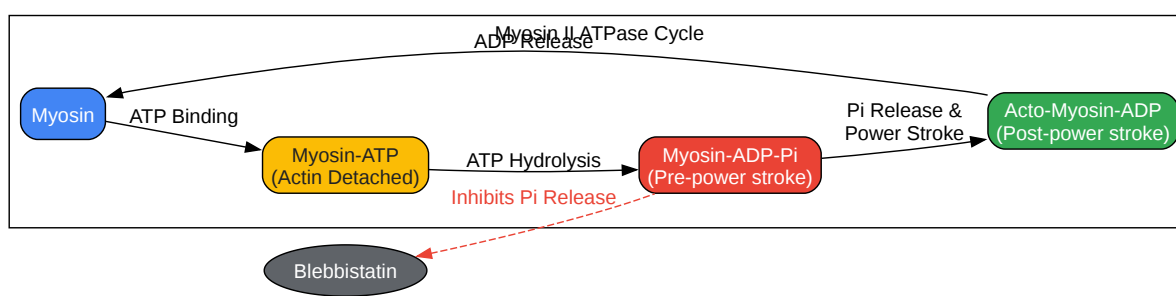 Myosin II ATPase Cycle
ADP Release
Myosin
ATP Binding
Myosin-ATP
(Actin Detached)
ATP Hydrolysis
Myosin-ADP-Pi
(Pre-power stroke)
Pi Release &
Power Stroke
Acto-Myosin-ADP
(Post-power stroke)
Inhibits Pi Release
Blebbistatin